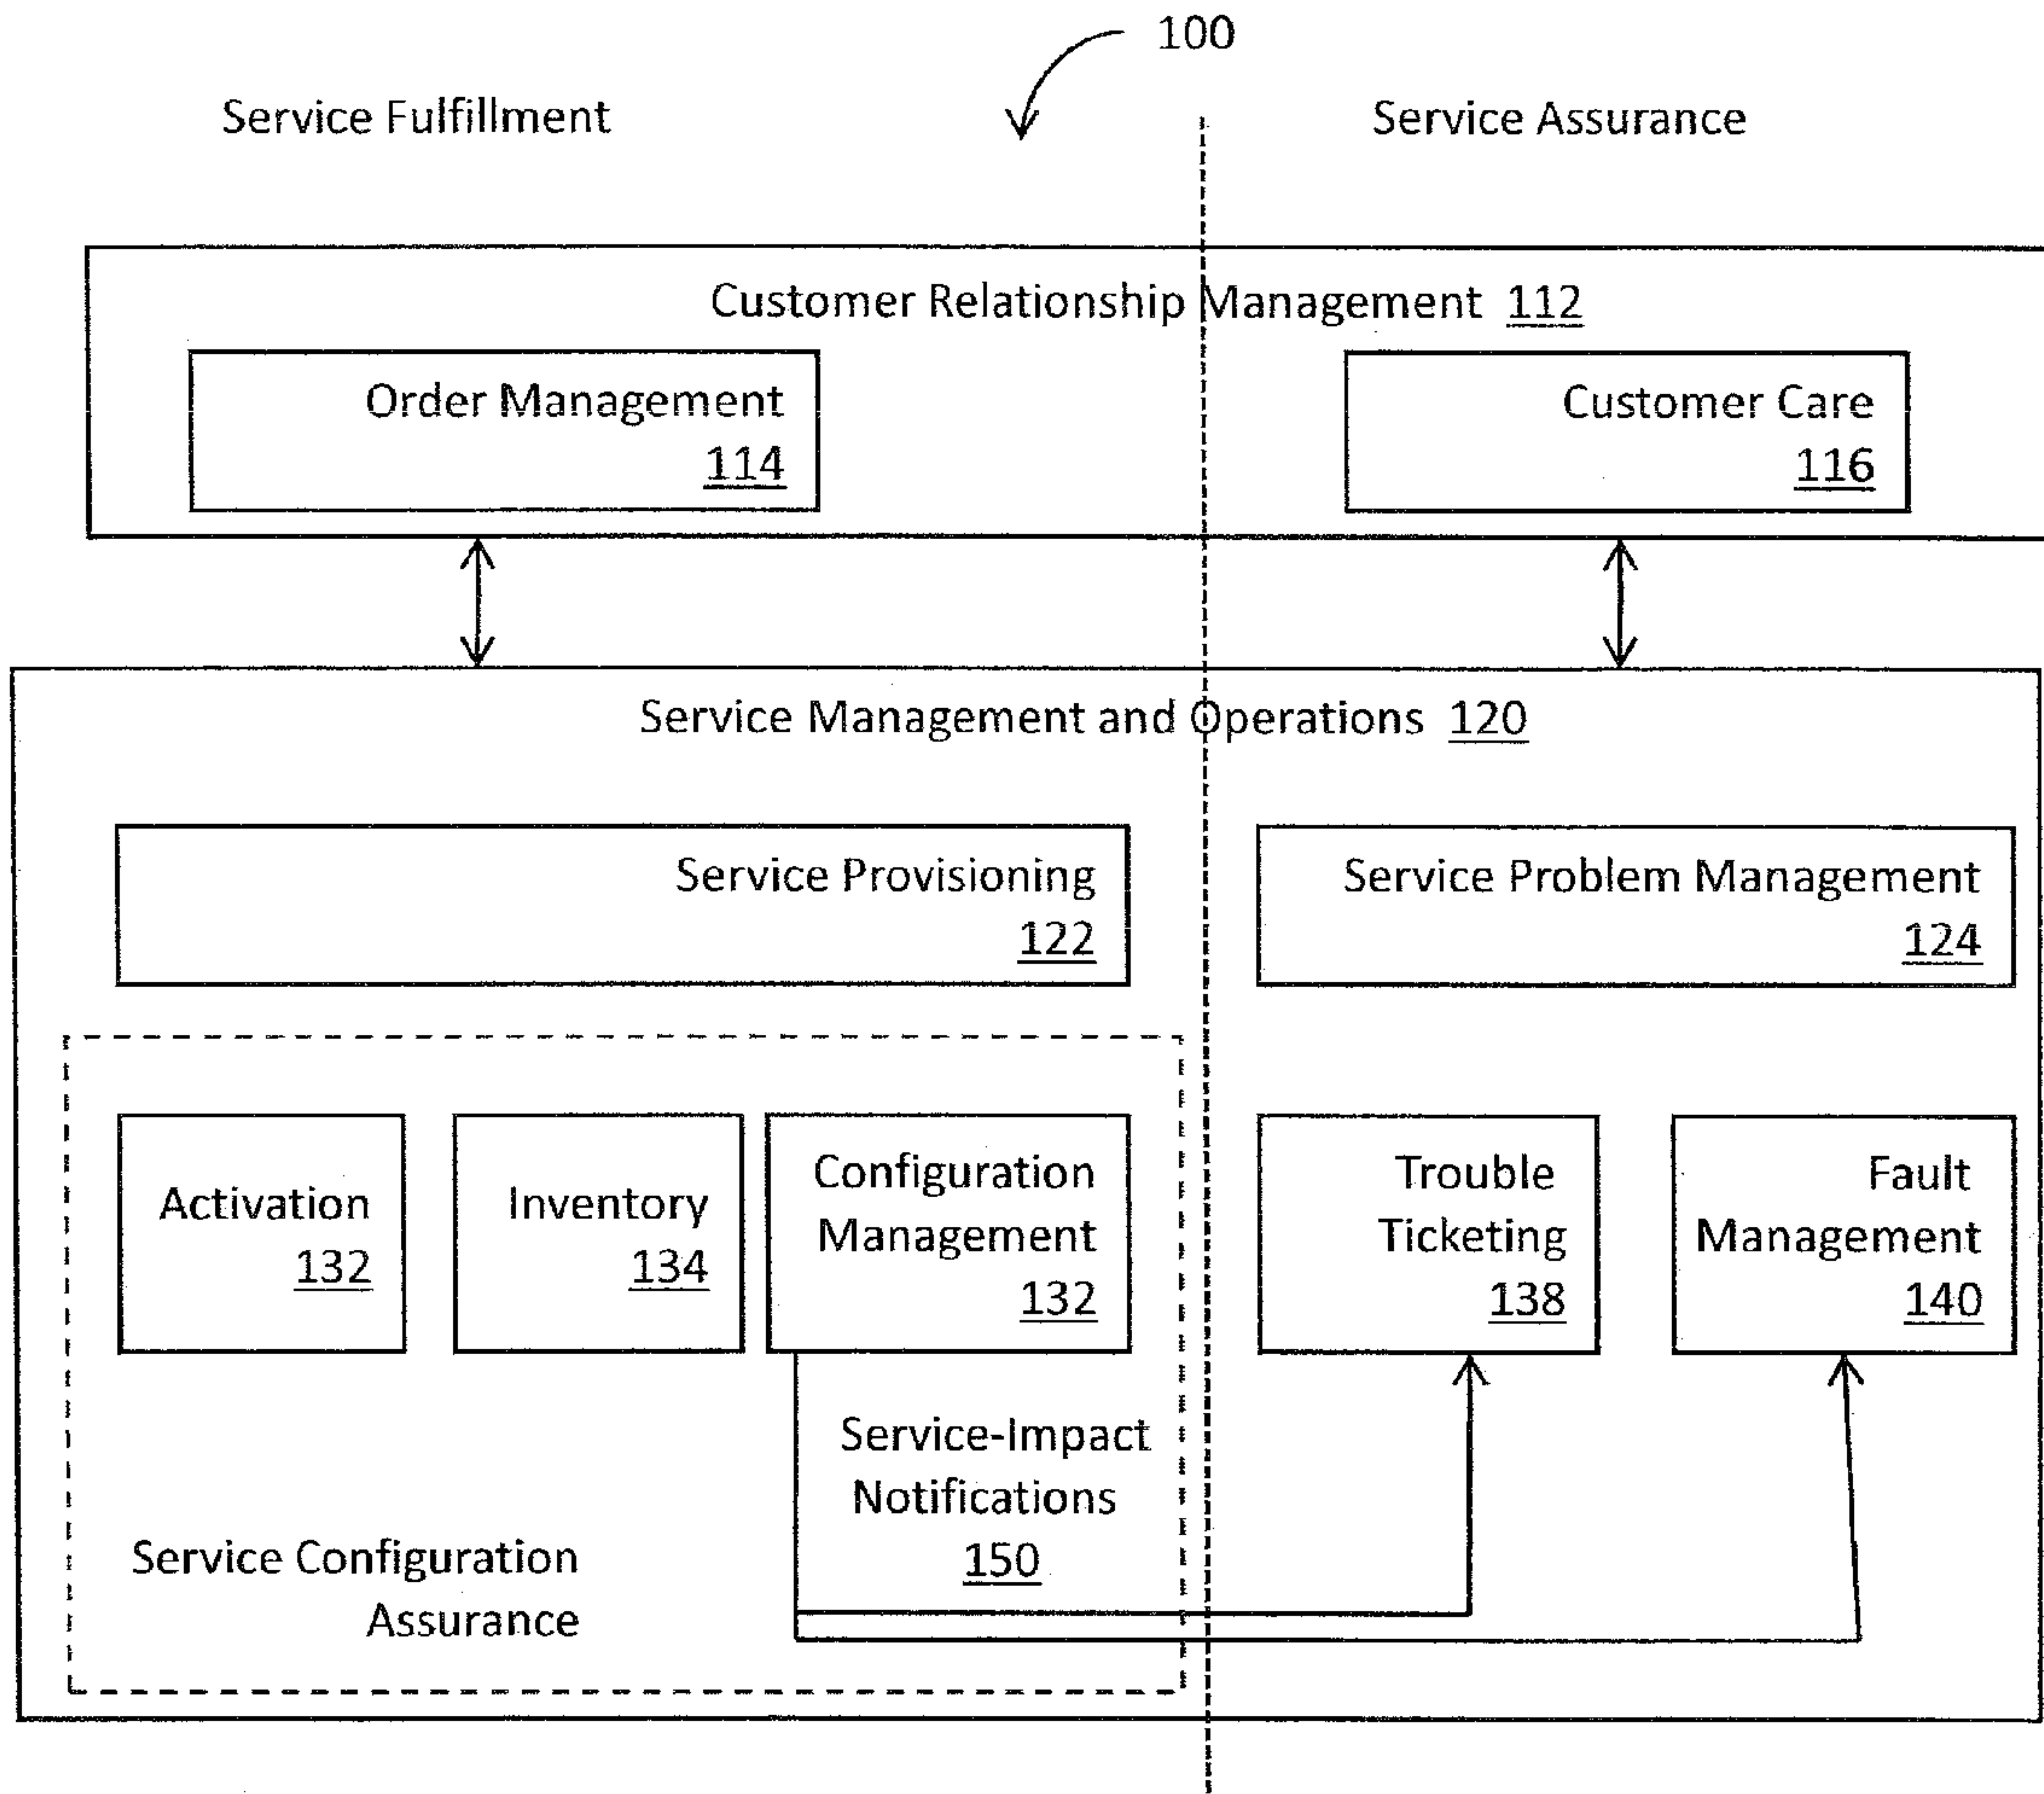 100
Service Fulfillment
Service Assurance
Customer Relationship Management 112
Order Management
114
Customer Care
116
Service Management and Operations 120
Service Provisioning
122
Service Problem Management
124
Activation
132
Inventory
134
Configuration
Management
132
Trouble
Ticketing
138
Fault
Management
140
Service-Impact
Notifications
150
Service Configuration
Assurance